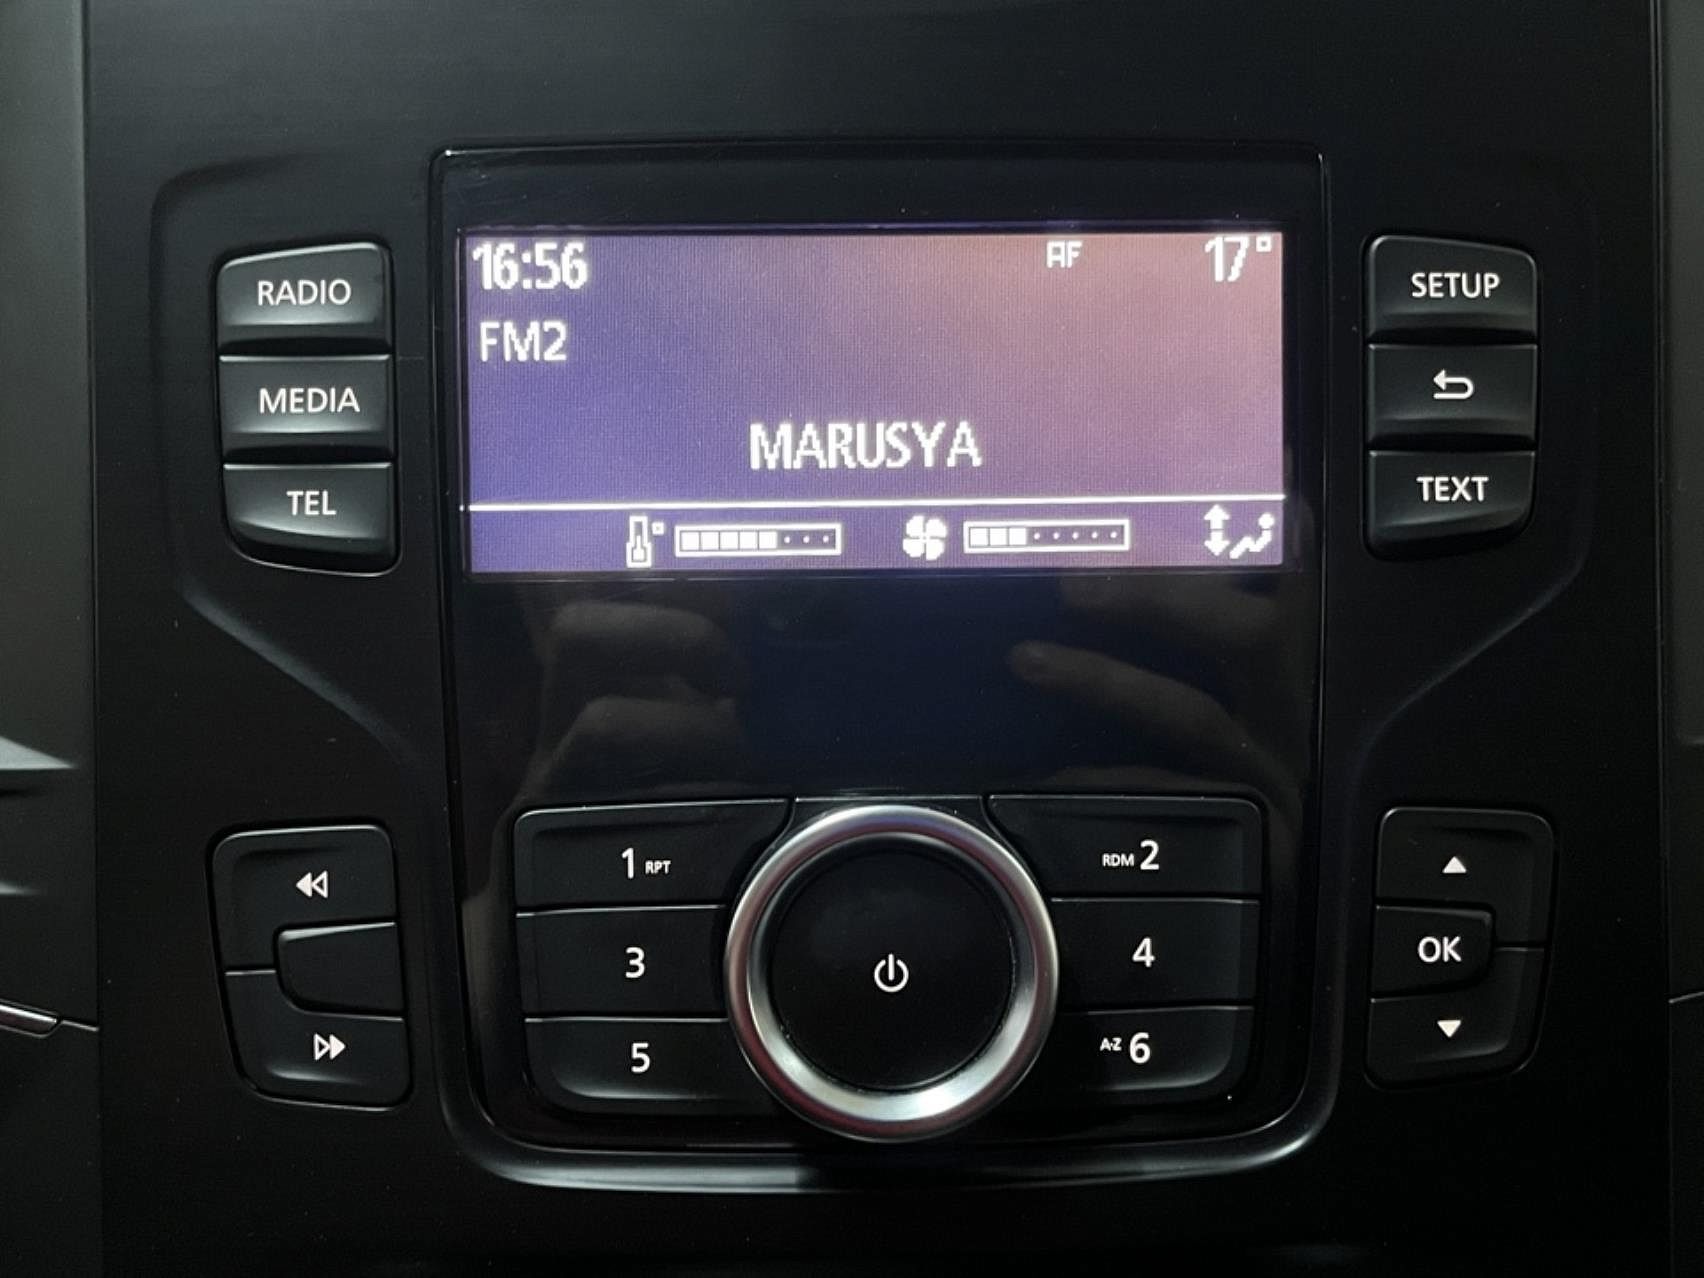 16:56 AF 17°
FM2
MARUSYA
RADIO
MEDIA
TEL
SETUP
TEXT
1 RPT
RDM 2
3
4
OK
5
A-Z 6